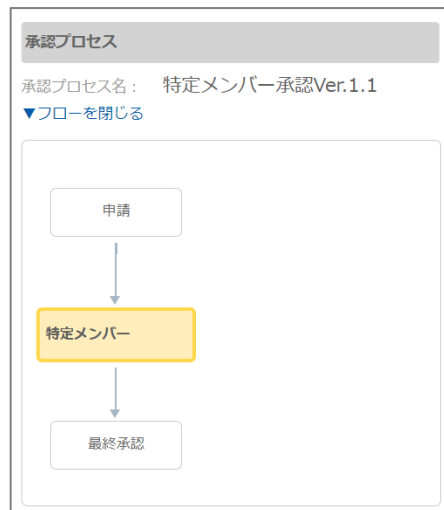 承認プロセス
承認プロセス名： 特定メンバー承認Ver.1.1
▼フローを閉じる
申請
特定メンバー
最終承認